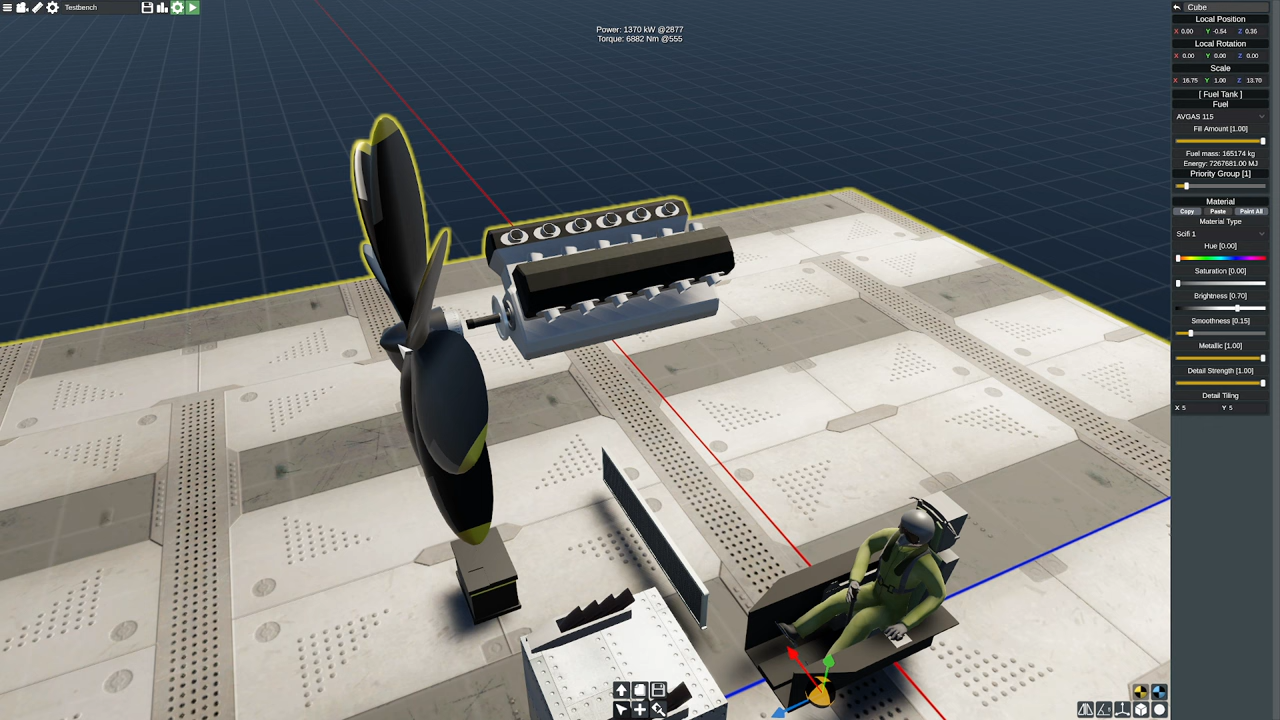 Testbench
Power: 1370 kW @2877
Torque: 6882 Nm @555
Cube
Local Position
X 0.00 Y -0.54 Z 0.36
Local Rotation
X 0.00 Y 0.00 Z 0.00
Scale
X 16.75 Y 1.00 Z 13.70
[ Fuel Tank ]
Fuel
AVGAS 115
Fill Amount [1.00]
Fuel mass: 165174 kg
Energy: 7267681.00 MJ
Priority Group [1]
Material
Copy Paste Paint All
Material Type
Scifi 1
Hue [0.00]
Saturation [0.00]
Brightness [0.70]
Smoothness [0.15]
Metallic [1.00]
Detail Strength [1.00]
Detail Tiling
X 5 Y 5